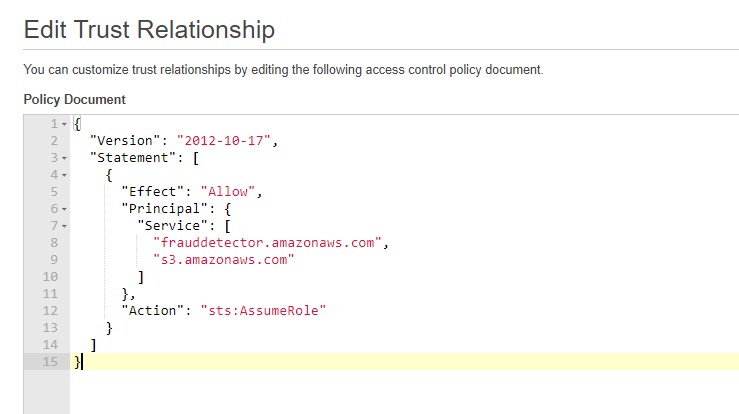 Edit Trust Relationship
You can customize trust relationships by editing the following access control policy document.
Policy Document
1 {
2 "Version": "2012-10-17",
3 "Statement": [
4 {
5 "Effect": "Allow",
6 "Principal": {
7 "Service": [
8 "frauddetector.amazonaws.com",
9 "s3.amazonaws.com"
10 ]
11 },
12 "Action": "sts:AssumeRole"
13 }
14 ]
15 }